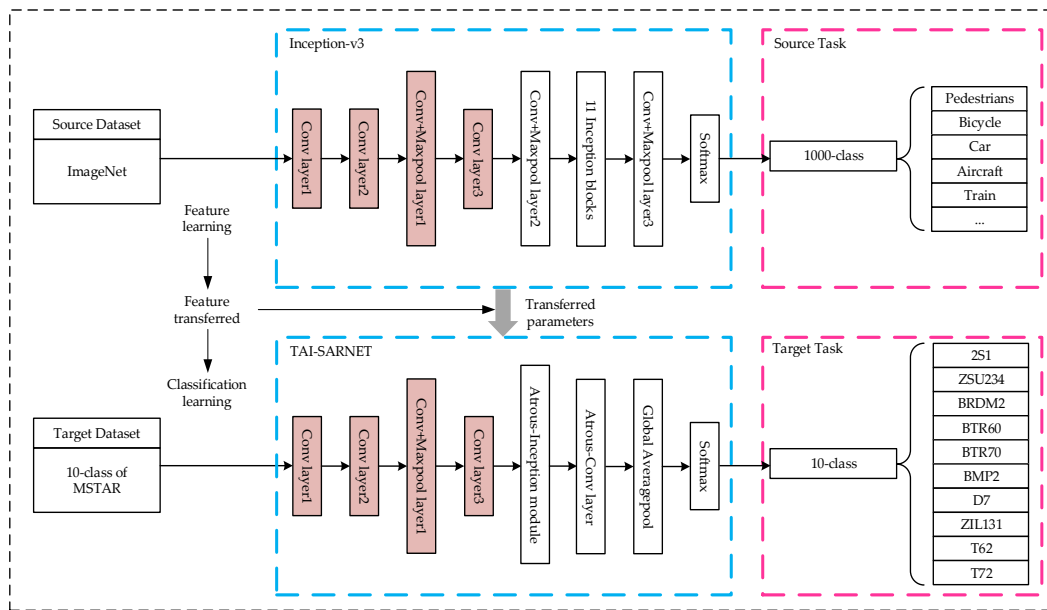 Inception-v3
Source Task
Source Dataset
ImageNet
Conv layer1
Conv layer2
Conv+Maxpool layer1
Conv layer3
Conv+Maxpool layer2
11 Inception blocks
Conv+Maxpool layer3
Softmax
1000-class
Pedestrians
Bicycle
Car
Aircraft
Train
...
Feature
learning
Feature
transferred
Transferred
parameters
Classification
learning
TAI-SARNET
Target Task
Target Dataset
10-class of
MSTAR
Conv layer1
Conv layer2
Conv+Maxpool layer1
Conv layer3
Atrous-Inception module
Atrous-Conv layer
Global Averagepool
Softmax
10-class
2S1
ZSU234
BRDM2
BTR60
BTR70
BMP2
D7
ZIL131
T62
T72